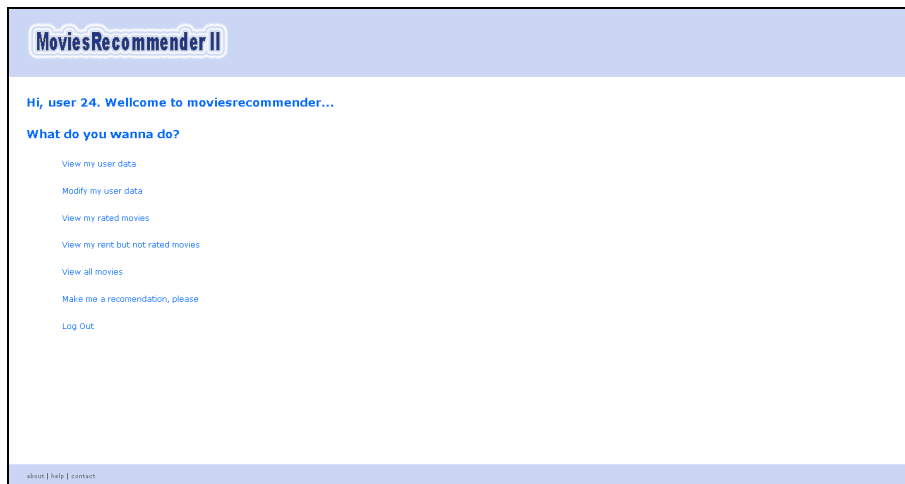 MoviesRecommender II
Hi, user 24. Wellcome to moviesrecommender...
What do you wanna do?
View my user data
Modify my user data
View my rated movies
View my rent but not rated movies
View all movies
Make me a recomendation, please
Log Out
about | help | contact